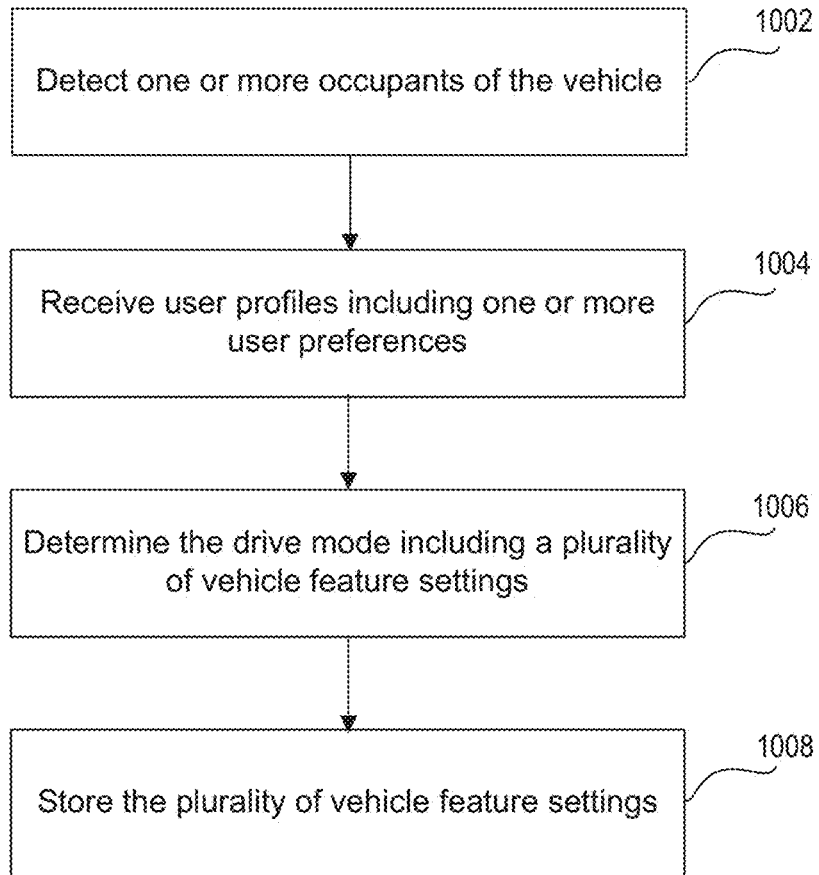 1002
Detect one or more occupants of the vehicle
1004
Receive user profiles including one or more
user preferences
1006
Determine the drive mode including a plurality
of vehicle feature settings
1008
Store the plurality of vehicle feature settings